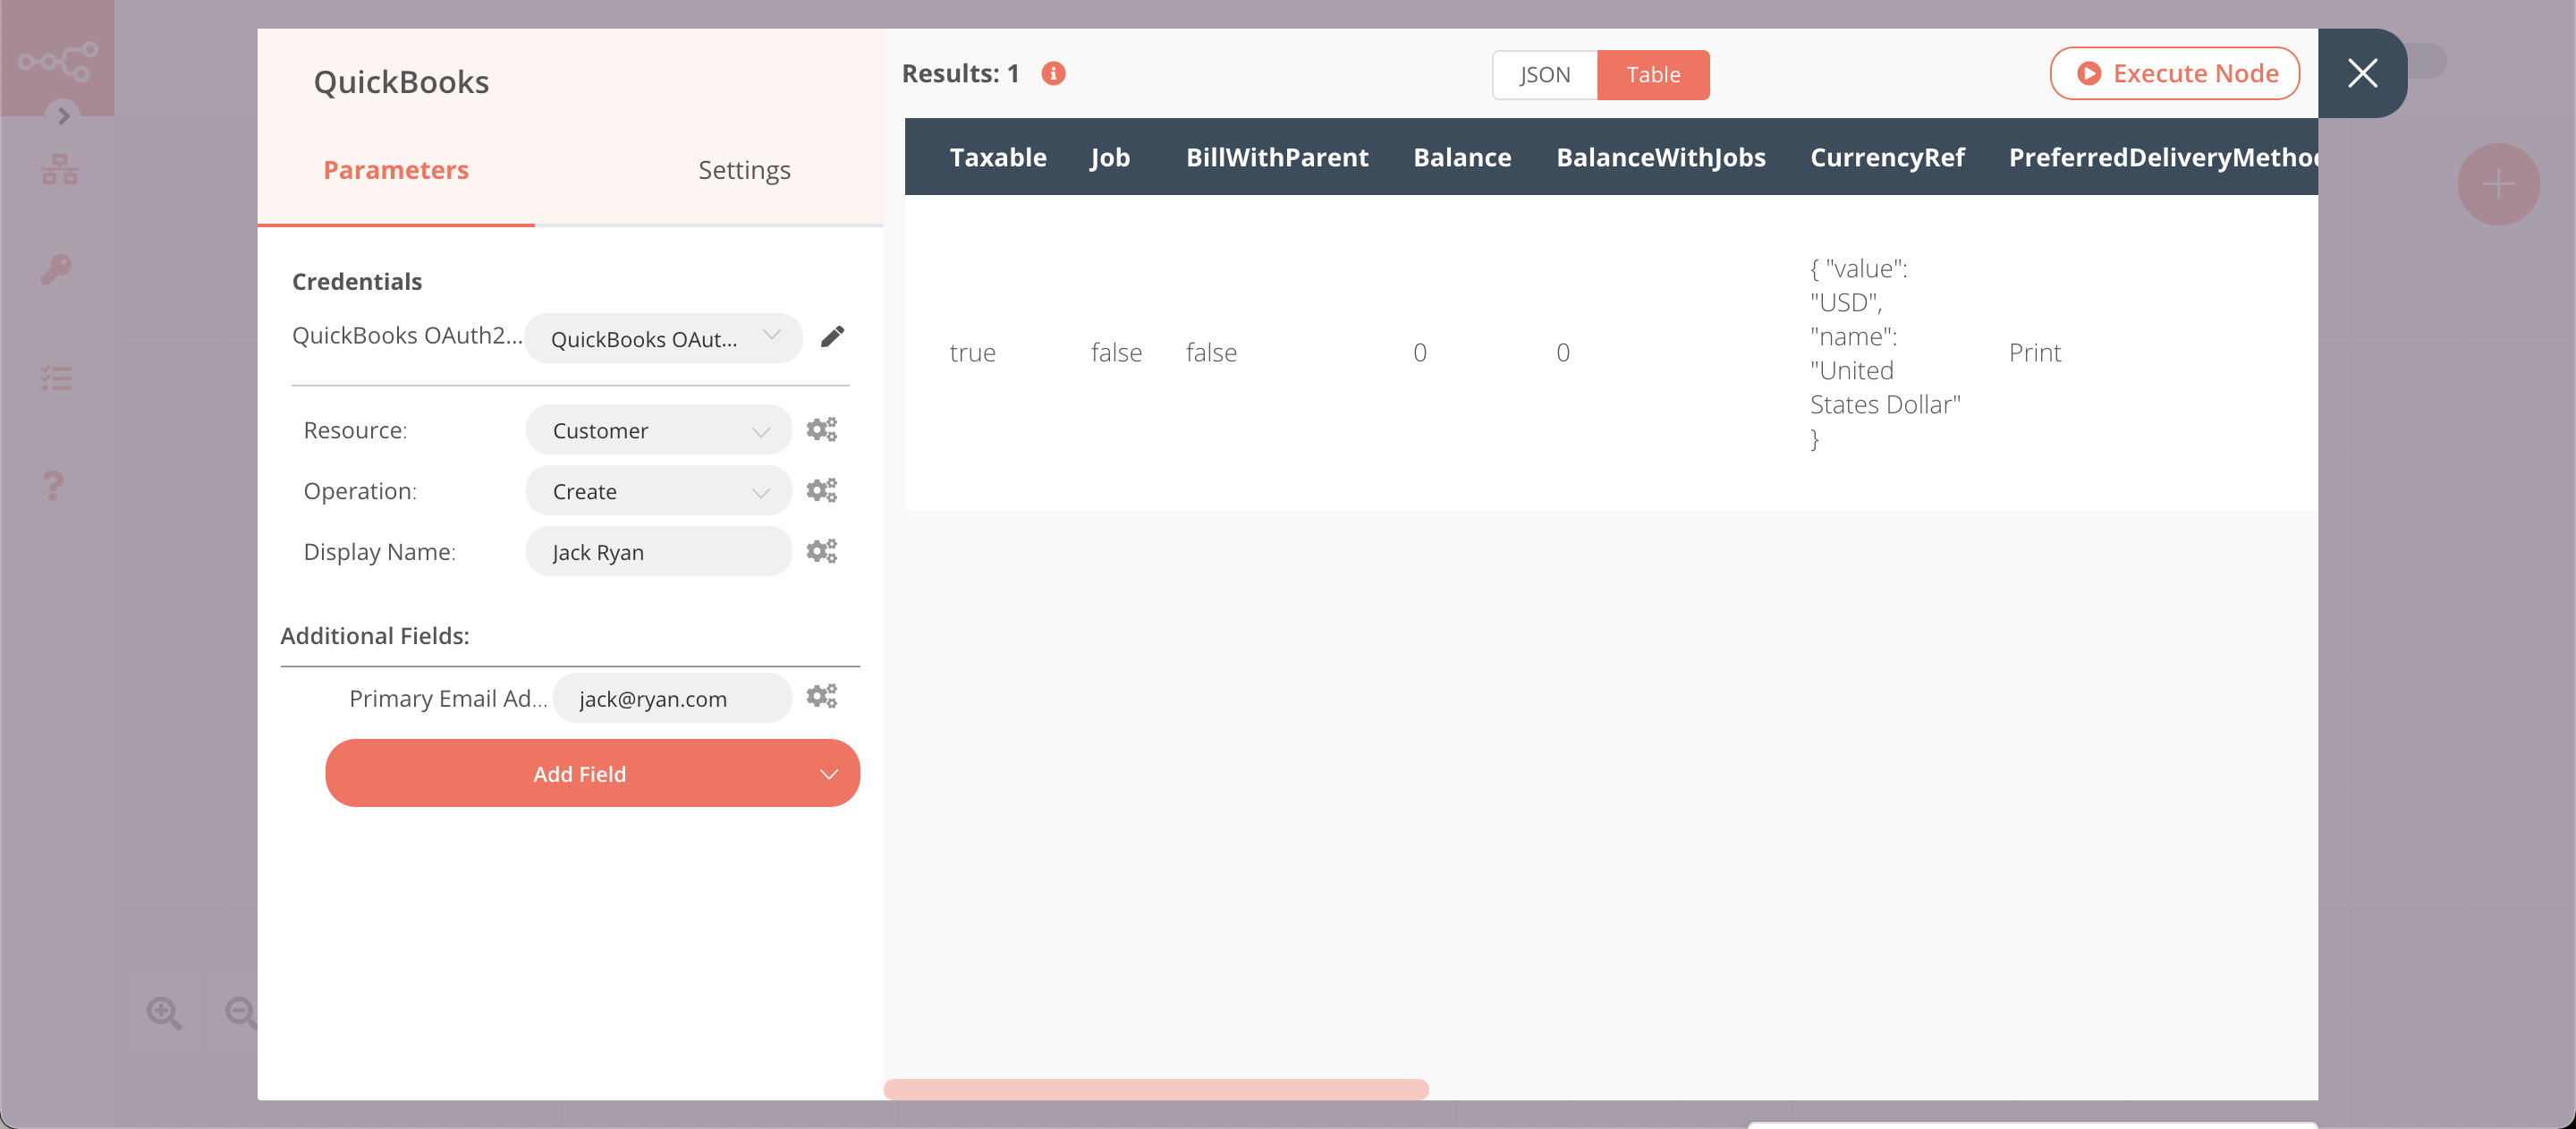 QuickBooks
Parameters
Settings
Credentials
QuickBooks OAuth2...
QuickBooks OAut...
Resource:
Customer
Operation:
Create
Display Name:
Jack Ryan
Additional Fields:
Primary Email Ad...
jack@ryan.com
Add Field
Results: 1
JSON
Table
Execute Node
Taxable Job BillWithParent Balance BalanceWithJobs CurrencyRef PreferredDeliveryMethod
true false false 0 0
{ "value":
"USD",
"name":
"United
States Dollar"
}
Print